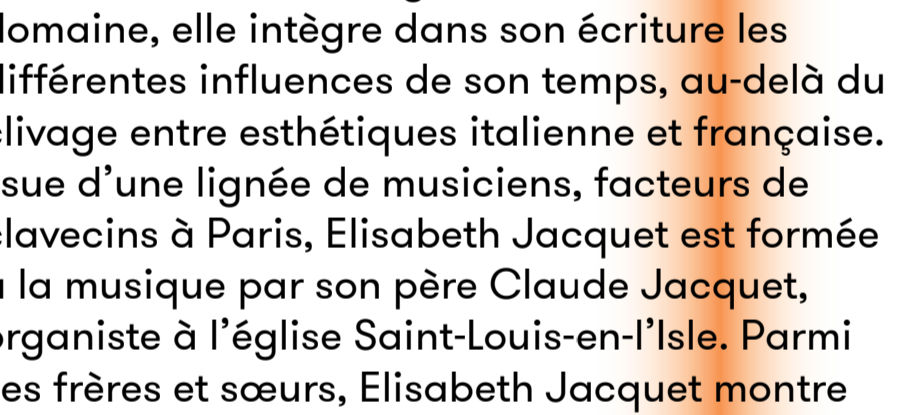 domaine, elle intègre dans son écriture les
différentes influences de son temps, au-delà du
clivage entre esthétiques italienne et française.
sue d’une lignée de musiciens, facteurs de
clavecins à Paris, Elisabeth Jacquet est formée
la musique par son père Claude Jacquet,
organiste à l’église Saint-Louis-en-l’Isle. Parmi
es frères et sœurs, Elisabeth Jacquet montre